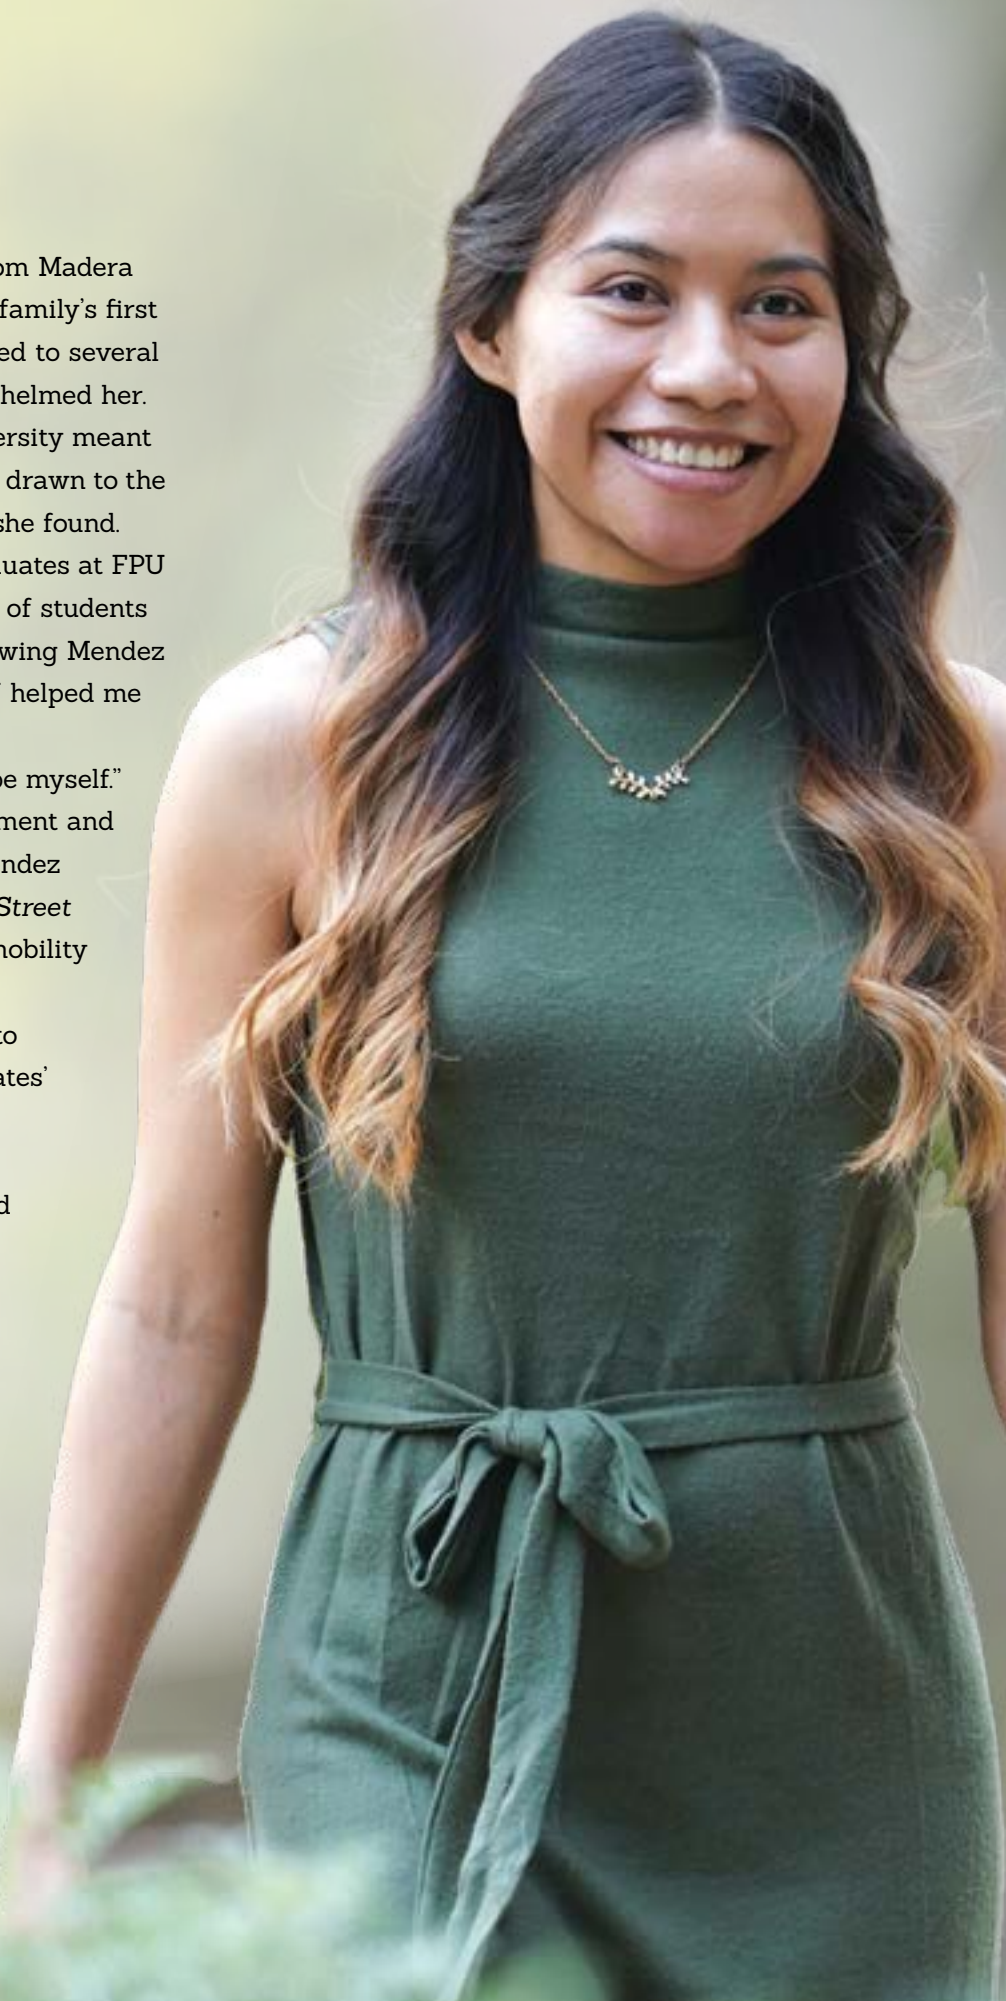 om Madera
family’s first
ed to several
helmed her.
ersity meant
drawn to the
she found.
uates at FPU
of students
wing Mendez
helped me
be myself.”
ment and
ndez
Street
nobility
to
ates’
d